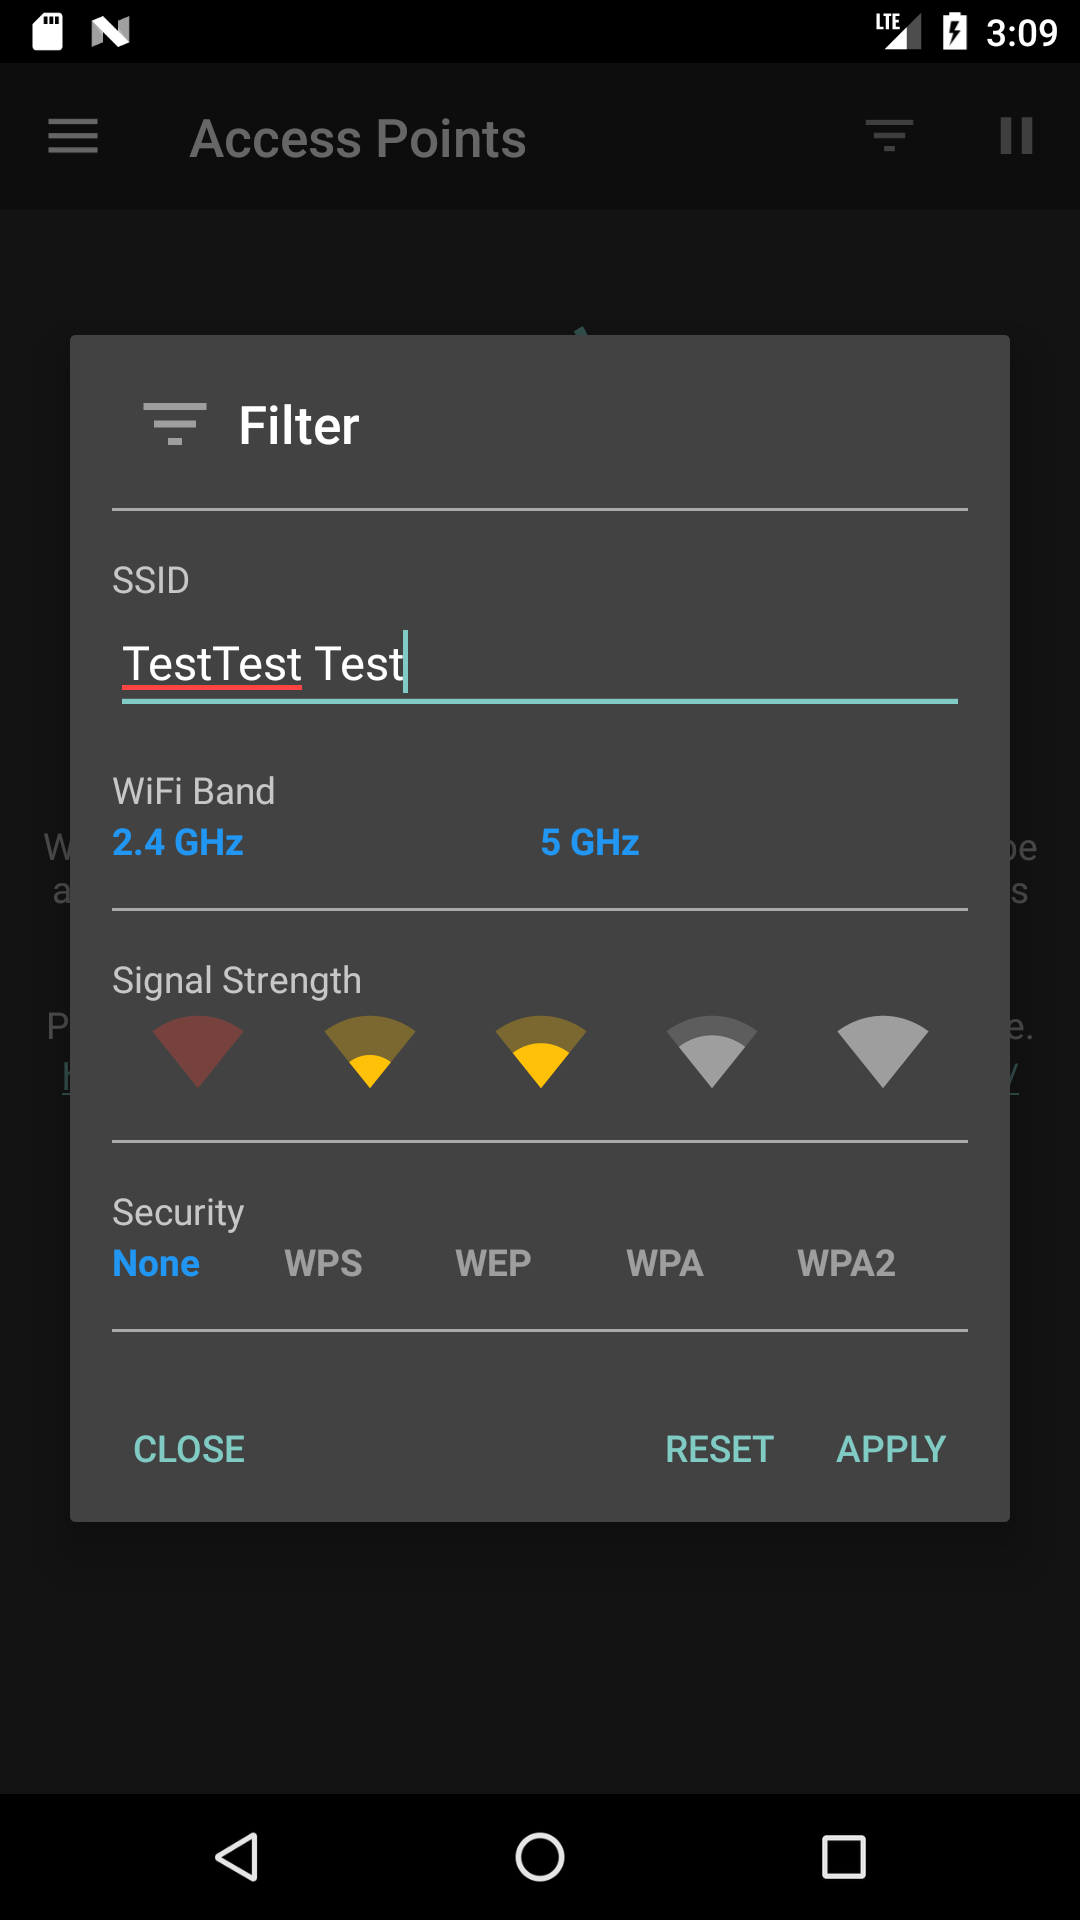 LTE 3:09
Access Points
Filter
SSID
TestTest Test
WiFi Band
2.4 GHz 5 GHz
Signal Strength
Security
None WPS WEP WPA WPA2
CLOSE RESET APPLY